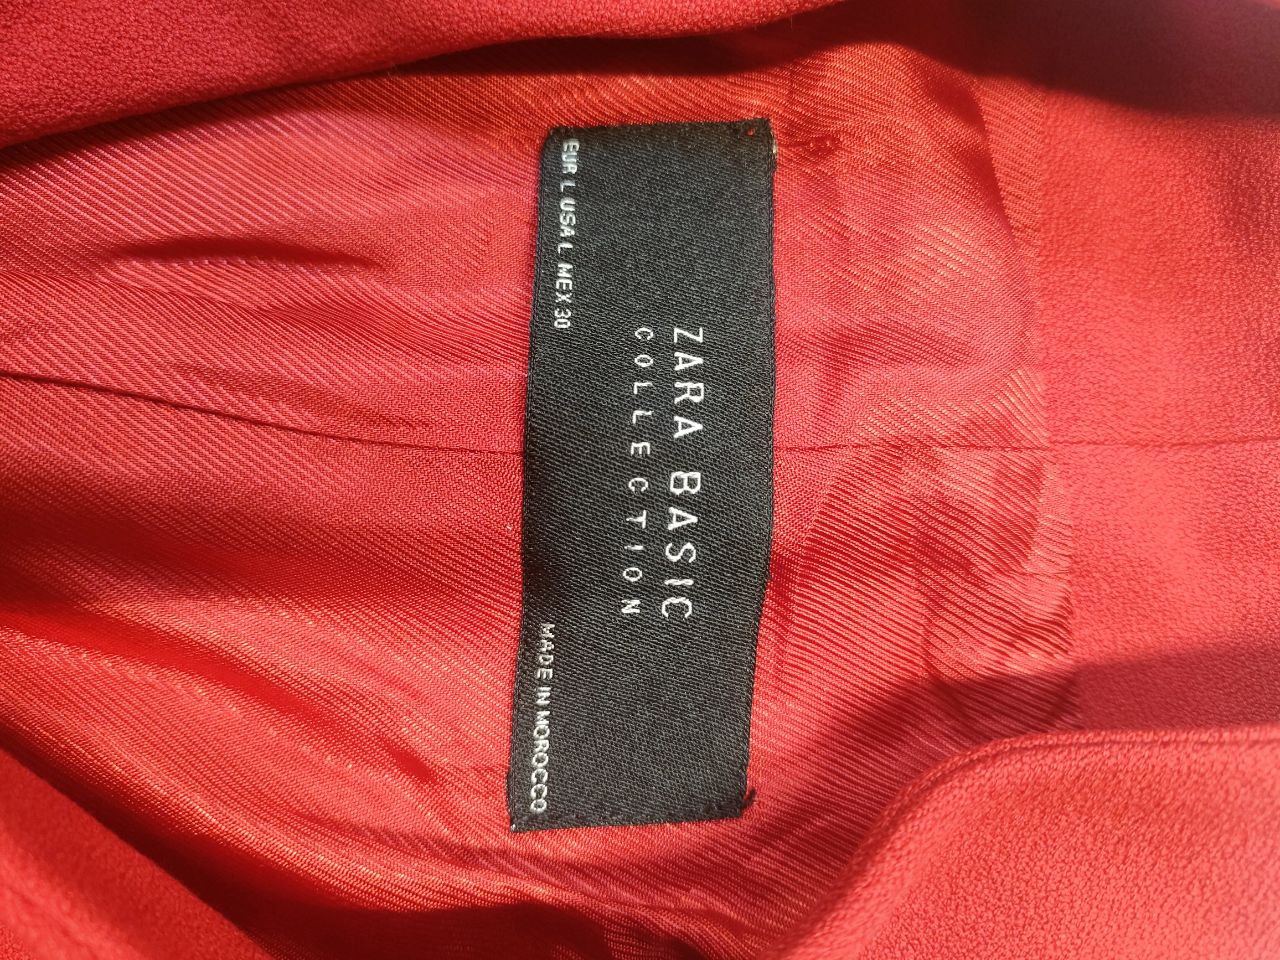 ZARA BASIC
COLLECTION
EUR L USA L MEX 30
MADE IN MOROCCO